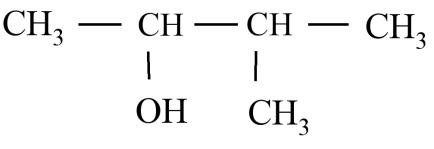 CH₃ — CH — CH — CH₃
OH CH₃